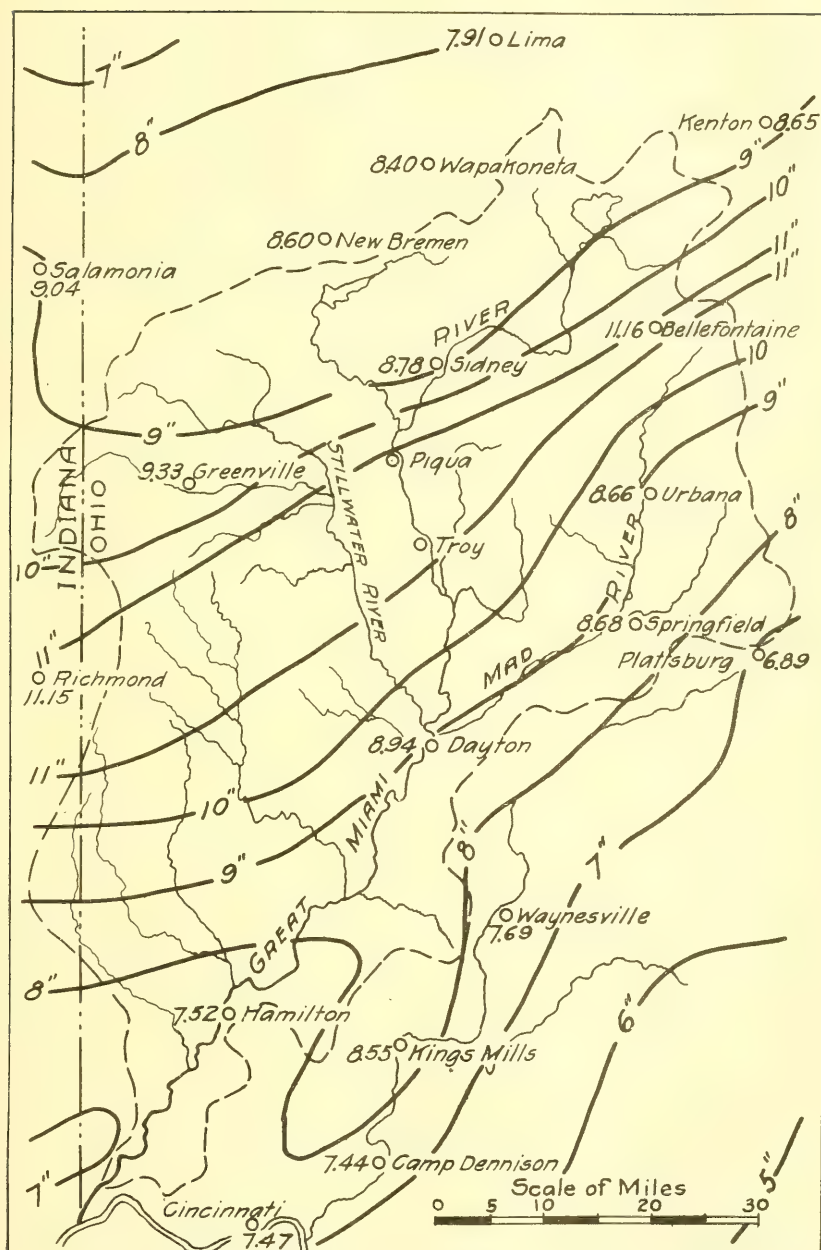 7"
7.91 Lima
8"
Kenton 8.65
8.40 Wapakoneta
9"
10"
8.60 New Bremen
11"
11"
Salamonia
9.04
RIVER
11.16 Bellefontaine
8.78 Sidney
10
9"
9"
INDIANA
OHIO
9.33 Greenville
STILLWATER RIVER
Piqua
8.66 Urbana
8"
10"
Troy
RIVER
11"
8.68 Springfield
Plattsburg
6.89
Richmond
11.15
MAD
8.94 Dayton
11"
10"
MIAMI
8"
7"
9"
Waynesville
7.69
GREAT
8"
7.52 Hamilton
6"
8.55 Kings Mills
7.44 Camp Dennison
7"
5"
Scale of Miles
0 5 10 20 30
Cincinnati
7.47